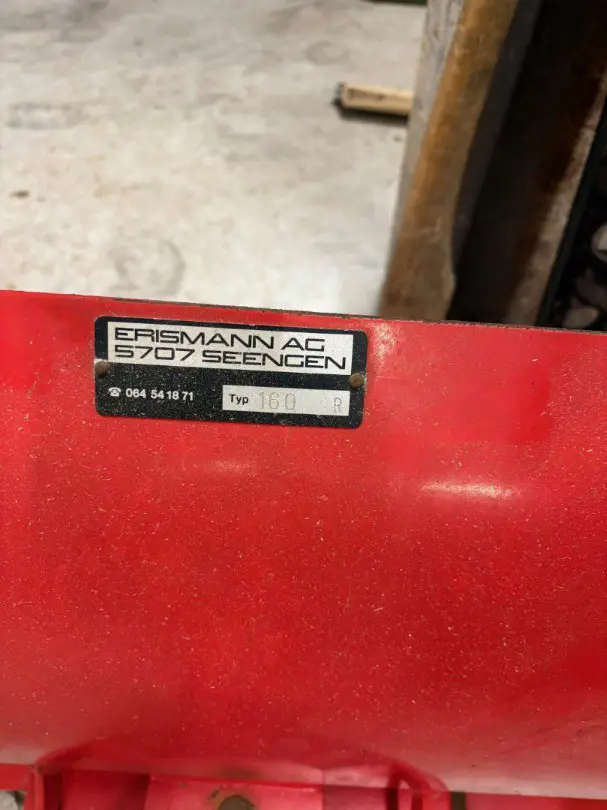 ERISMANN AG
5707 SEENGEN
☎ 064 54 18 71 Typ 160 R